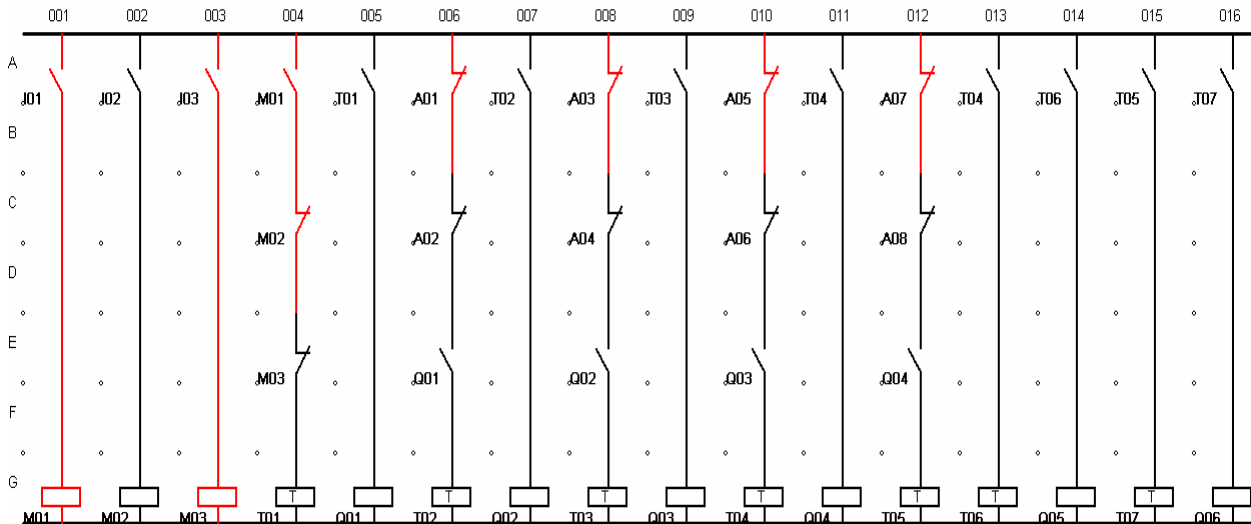 001 002 003 004 005 006 007 008 009 010 011 012 013 014 015 016
A
I01 I02 I03 M01 T01 A01 T02 A03 T03 A05 T04 A07 T04 T06 T05 T07
B
C
M02 A02 A04 A06 A08
D
E
M03 Q01 Q02 Q03 Q04
F
G
T T T T T T T
M01 M02 M03 T01 Q01 T02 Q02 T03 Q03 T04 Q04 T05 T06 Q05 T07 Q06